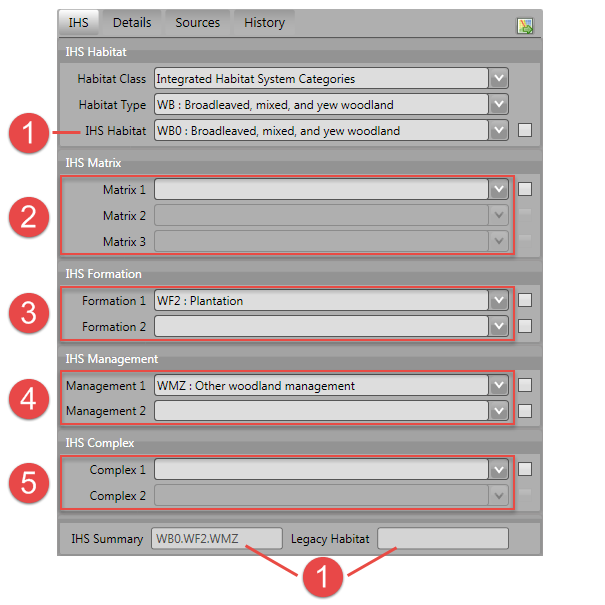 IHS Details Sources History
IHS Habitat
Habitat Class Integrated Habitat System Categories
Habitat Type WB : Broadleaved, mixed, and yew woodland
1 IHS Habitat WB0 : Broadleaved, mixed, and yew woodland
IHS Matrix
Matrix 1
2 Matrix 2
Matrix 3
IHS Formation
3 Formation 1 WF2 : Plantation
Formation 2
IHS Management
4 Management 1 WMZ : Other woodland management
Management 2
IHS Complex
5 Complex 1
Complex 2
IHS Summary WB0.WF2.WMZ Legacy Habitat
1